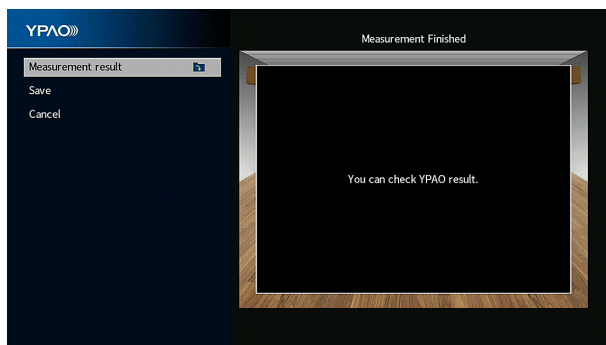 YPAO
Measurement Finished
Measurement result
Save
Cancel
You can check YPAO result.